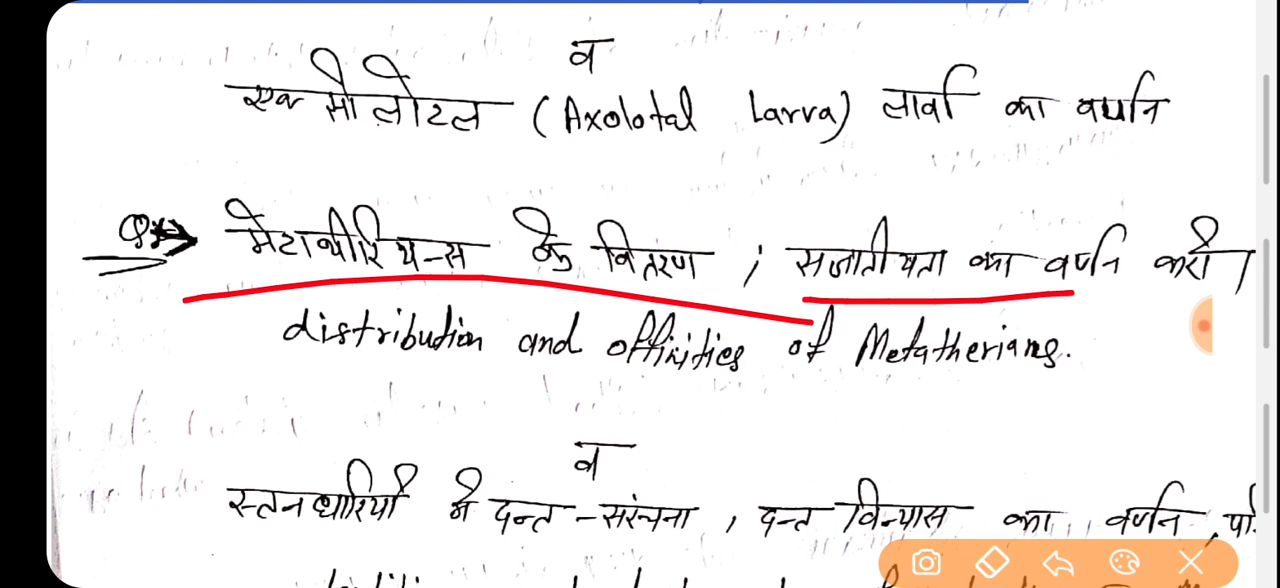 व
एक्सोलोटल (Axolotal Larva) लार्वा का वर्णन
Q. मेटाथीरियन्स के वितरण ; सजातीयता का वर्णन करो।
distribution and affinities of Metatherians.
व
स्तनधारियों में दन्त-संरचना, दन्त विन्यास का वर्णन